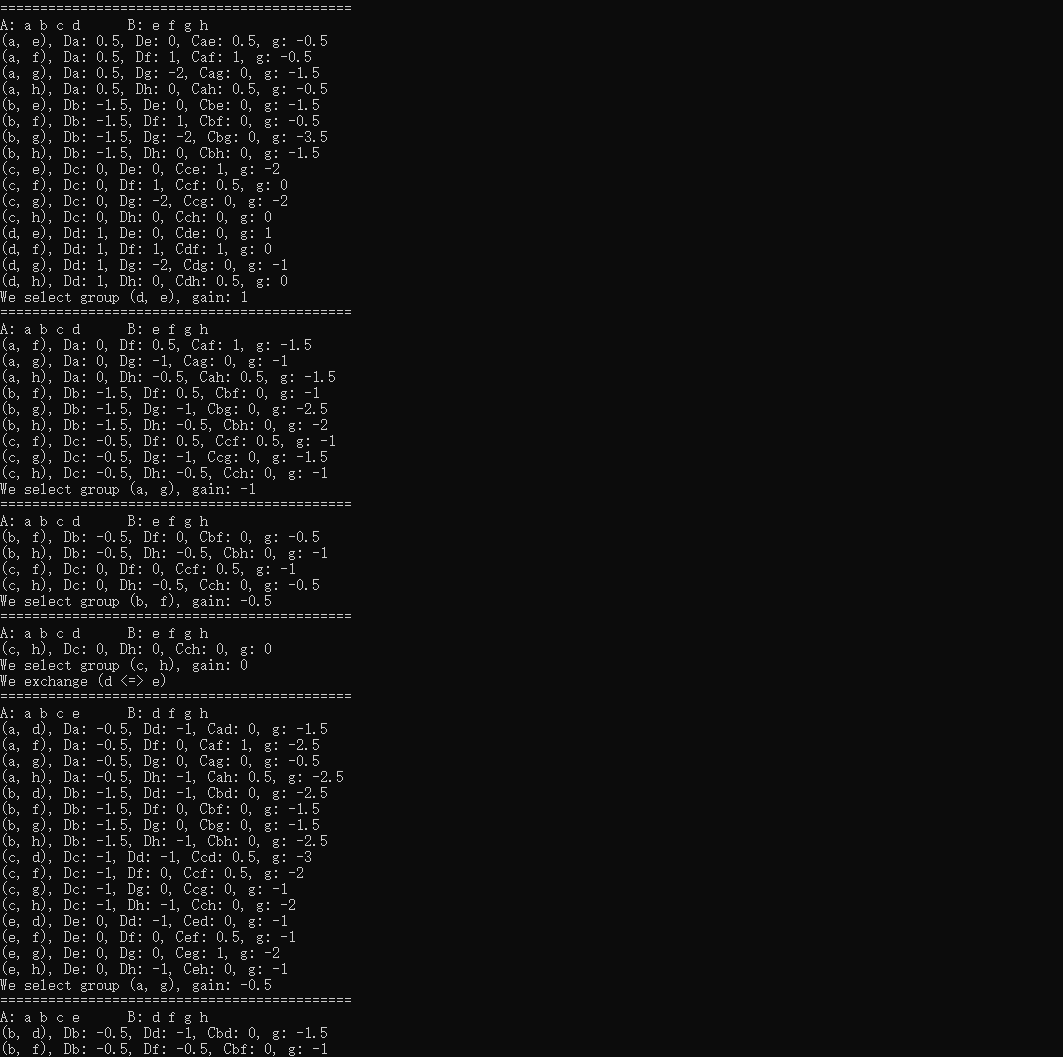 ============================================
A: a b c d      B: e f g h
(a, e), Da: 0.5, De: 0, Cae: 0.5, g: -0.5
(a, f), Da: 0.5, Df: 1, Caf: 1, g: -0.5
(a, g), Da: 0.5, Dg: -2, Cag: 0, g: -1.5
(a, h), Da: 0.5, Dh: 0, Cah: 0.5, g: -0.5
(b, e), Db: -1.5, De: 0, Cbe: 0, g: -1.5
(b, f), Db: -1.5, Df: 1, Cbf: 0, g: -0.5
(b, g), Db: -1.5, Dg: -2, Cbg: 0, g: -3.5
(b, h), Db: -1.5, Dh: 0, Cbh: 0, g: -1.5
(c, e), Dc: 0, De: 0, Cce: 1, g: -2
(c, f), Dc: 0, Df: 1, Ccf: 0.5, g: 0
(c, g), Dc: 0, Dg: -2, Ccg: 0, g: -2
(c, h), Dc: 0, Dh: 0, Cch: 0, g: 0
(d, e), Dd: 1, De: 0, Cde: 0, g: 1
(d, f), Dd: 1, Df: 1, Cdf: 1, g: 0
(d, g), Dd: 1, Dg: -2, Cdg: 0, g: -1
(d, h), Dd: 1, Dh: 0, Cdh: 0.5, g: 0
We select group (d, e), gain: 1
============================================
A: a b c d      B: e f g h
(a, f), Da: 0, Df: 0.5, Caf: 1, g: -1.5
(a, g), Da: 0, Dg: -1, Cag: 0, g: -1
(a, h), Da: 0, Dh: -0.5, Cah: 0.5, g: -1.5
(b, f), Db: -1.5, Df: 0.5, Cbf: 0, g: -1
(b, g), Db: -1.5, Dg: -1, Cbg: 0, g: -2.5
(b, h), Db: -1.5, Dh: -0.5, Cbh: 0, g: -2
(c, f), Dc: -0.5, Df: 0.5, Ccf: 0.5, g: -1
(c, g), Dc: -0.5, Dg: -1, Ccg: 0, g: -1.5
(c, h), Dc: -0.5, Dh: -0.5, Cch: 0, g: -1
We select group (a, g), gain: -1
============================================
A: a b c d      B: e f g h
(b, f), Db: -0.5, Df: 0, Cbf: 0, g: -0.5
(b, h), Db: -0.5, Dh: -0.5, Cbh: 0, g: -1
(c, f), Dc: 0, Df: 0, Ccf: 0.5, g: -1
(c, h), Dc: 0, Dh: -0.5, Cch: 0, g: -0.5
We select group (b, f), gain: -0.5
============================================
A: a b c d      B: e f g h
(c, h), Dc: 0, Dh: 0, Cch: 0, g: 0
We select group (c, h), gain: 0
We exchange (d <=> e)
============================================
A: a b c e      B: d f g h
(a, d), Da: -0.5, Dd: -1, Cad: 0, g: -1.5
(a, f), Da: -0.5, Df: 0, Caf: 1, g: -2.5
(a, g), Da: -0.5, Dg: 0, Cag: 0, g: -0.5
(a, h), Da: -0.5, Dh: -1, Cah: 0.5, g: -2.5
(b, d), Db: -1.5, Dd: -1, Cbd: 0, g: -2.5
(b, f), Db: -1.5, Df: 0, Cbf: 0, g: -1.5
(b, g), Db: -1.5, Dg: 0, Cbg: 0, g: -1.5
(b, h), Db: -1.5, Dh: -1, Cbh: 0, g: -2.5
(c, d), Dc: -1, Dd: -1, Ccd: 0.5, g: -3
(c, f), Dc: -1, Df: 0, Ccf: 0.5, g: -2
(c, g), Dc: -1, Dg: 0, Ccg: 0, g: -1
(c, h), Dc: -1, Dh: -1, Cch: 0, g: -2
(e, d), De: 0, Dd: -1, Ced: 0, g: -1
(e, f), De: 0, Df: 0, Cef: 0.5, g: -1
(e, g), De: 0, Dg: 0, Ceg: 1, g: -2
(e, h), De: 0, Dh: -1, Ceh: 0, g: -1
We select group (a, g), gain: -0.5
============================================
A: a b c e      B: d f g h
(b, d), Db: -0.5, Dd: -1, Cbd: 0, g: -1.5
(b, f), Db: -0.5, Df: -0.5, Cbf: 0, g: -1